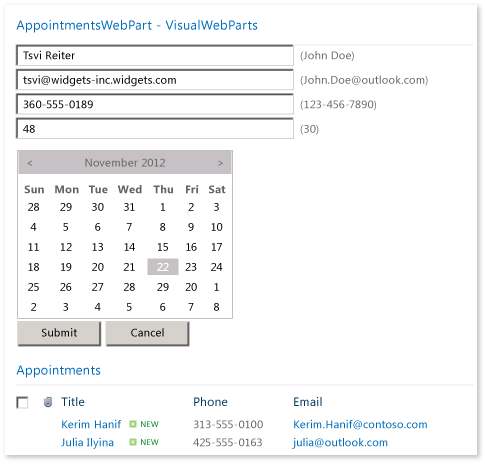 AppointmentsWebPart - VisualWebParts
Tsvi Reiter (John Doe)
tsvi@widgets-inc.widgets.com (John.Doe@outlook.com)
360-555-0189 (123-456-7890)
48 (30)
< November 2012 >
Sun Mon Tue Wed Thu Fri Sat
28 29 30 31 1 2 3
4 5 6 7 8 9 10
11 12 13 14 15 16 17
18 19 20 21 22 23 24
25 26 27 28 29 20 1
2 3 4 5 6 7 8
Submit Cancel
Appointments
Title Phone Email
Kerim Hanif NEW 313-555-0100 Kerim.Hanif@contoso.com
Julia Ilyina NEW 425-555-0163 julia@outlook.com